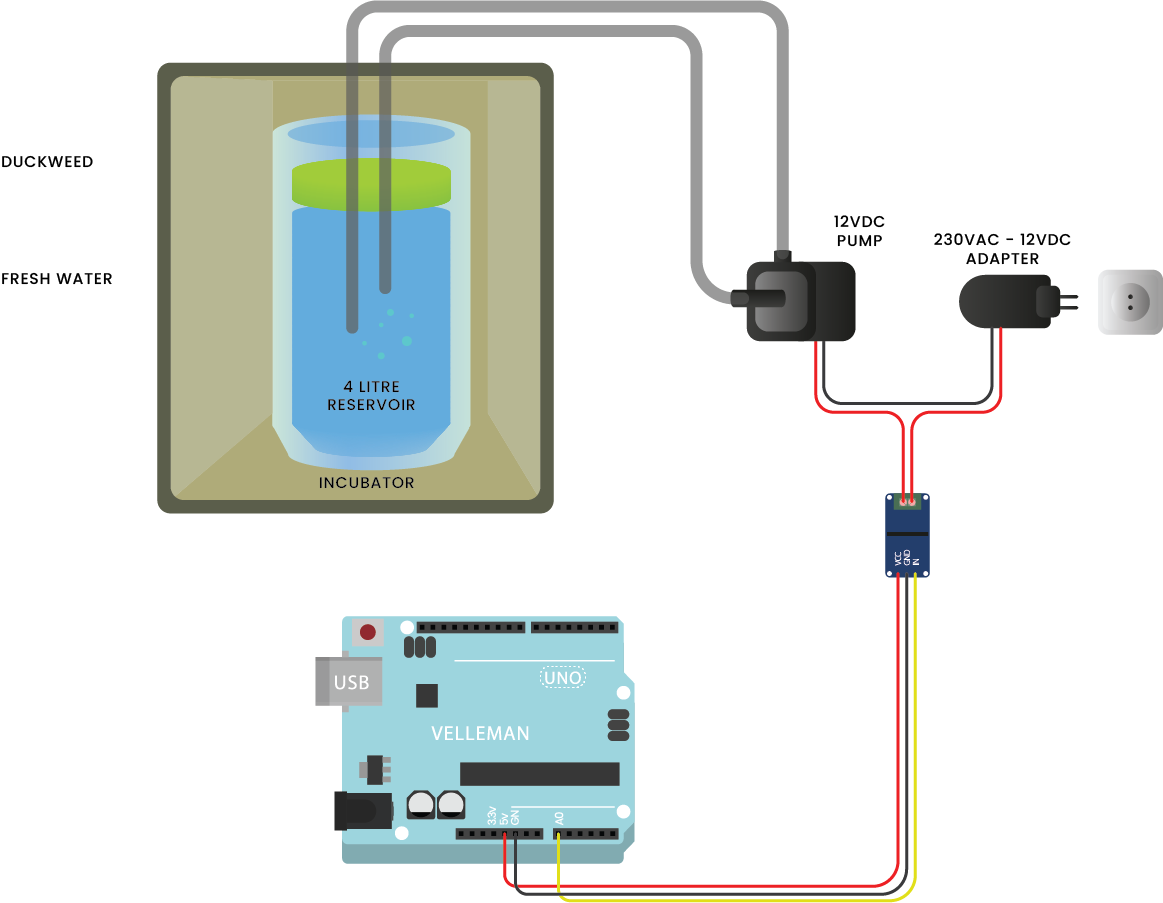 DUCKWEED
FRESH WATER
4 LITRE
RESERVOIR
INCUBATOR
12VDC
PUMP
230VAC - 12VDC
ADAPTER
VCC
GND
IN
USB
UNO
VELLEMAN
3.3v
5v
GN
A0